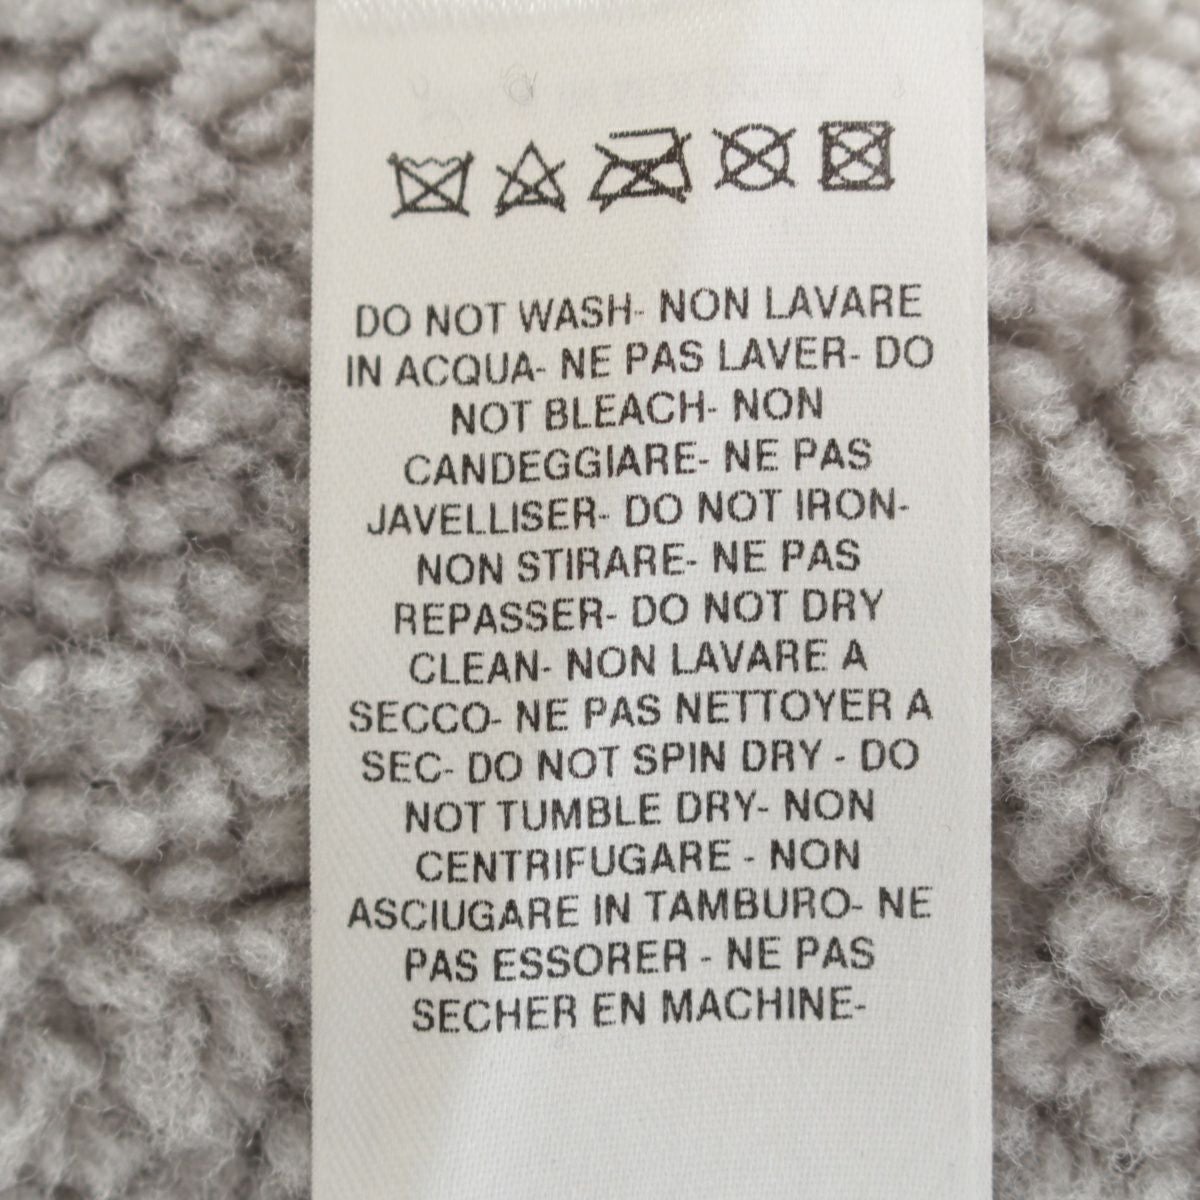 DO NOT WASH- NON LAVARE
IN ACQUA- NE PAS LAVER- DO
NOT BLEACH- NON
CANDEGGIARE- NE PAS
JAVELLISER- DO NOT IRON-
NON STIRARE- NE PAS
REPASSER- DO NOT DRY
CLEAN- NON LAVARE A
SECCO- NE PAS NETTOYER A
SEC- DO NOT SPIN DRY - DO
NOT TUMBLE DRY- NON
CENTRIFUGARE - NON
ASCIUGARE IN TAMBURO- NE
PAS ESSORER - NE PAS
SECHER EN MACHINE-